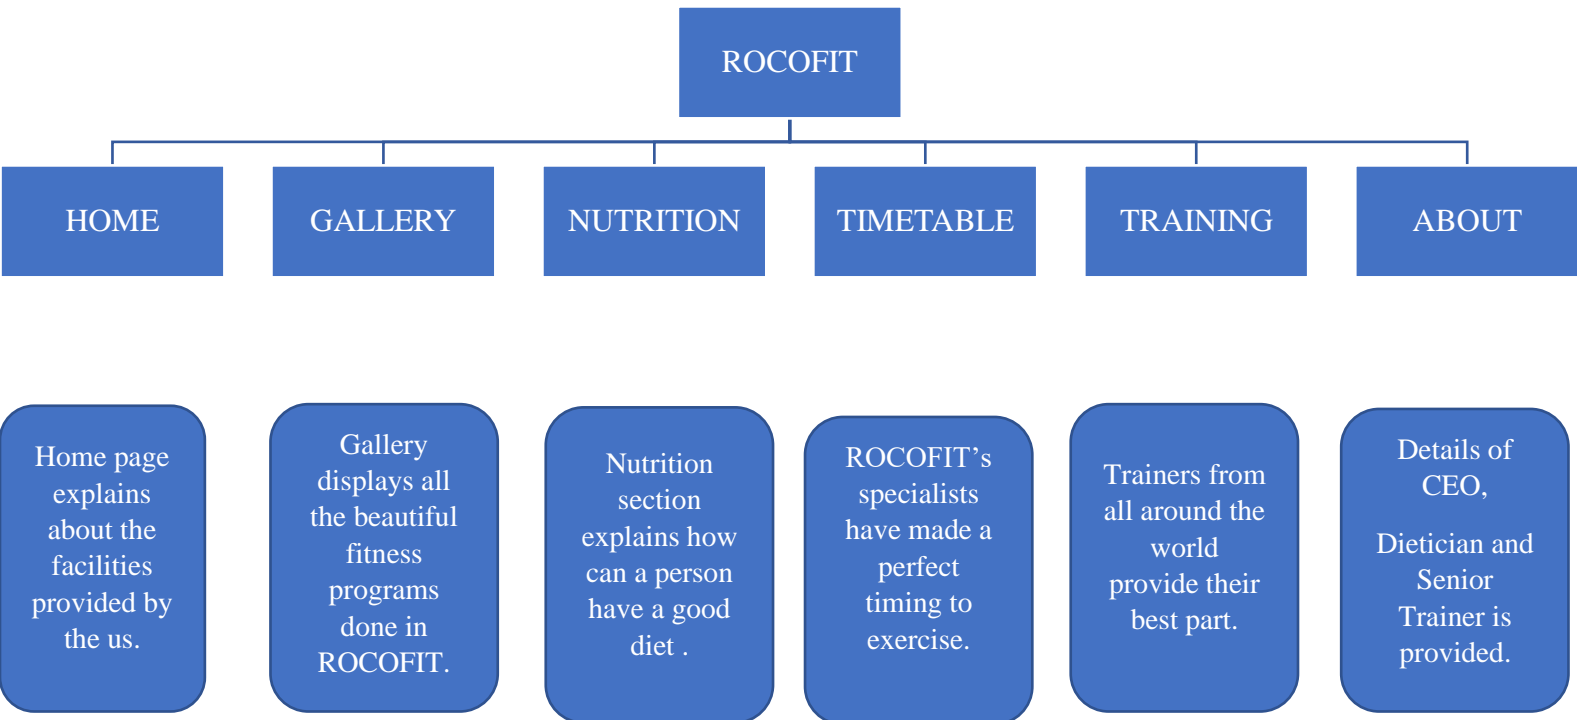 ROCOFIT
HOME
GALLERY
NUTRITION
TIMETABLE
TRAINING
ABOUT
Home page
explains
about the
facilities
provided by
the us.
Gallery
displays all
the beautiful
fitness
programs
done in
ROCOFIT.
Nutrition
section
explains how
can a person
have a good
diet .
ROCOFIT’s
specialists
have made a
perfect
timing to
exercise.
Trainers from
all around the
world
provide their
best part.
Details of
CEO,
Dietician and
Senior
Trainer is
provided.